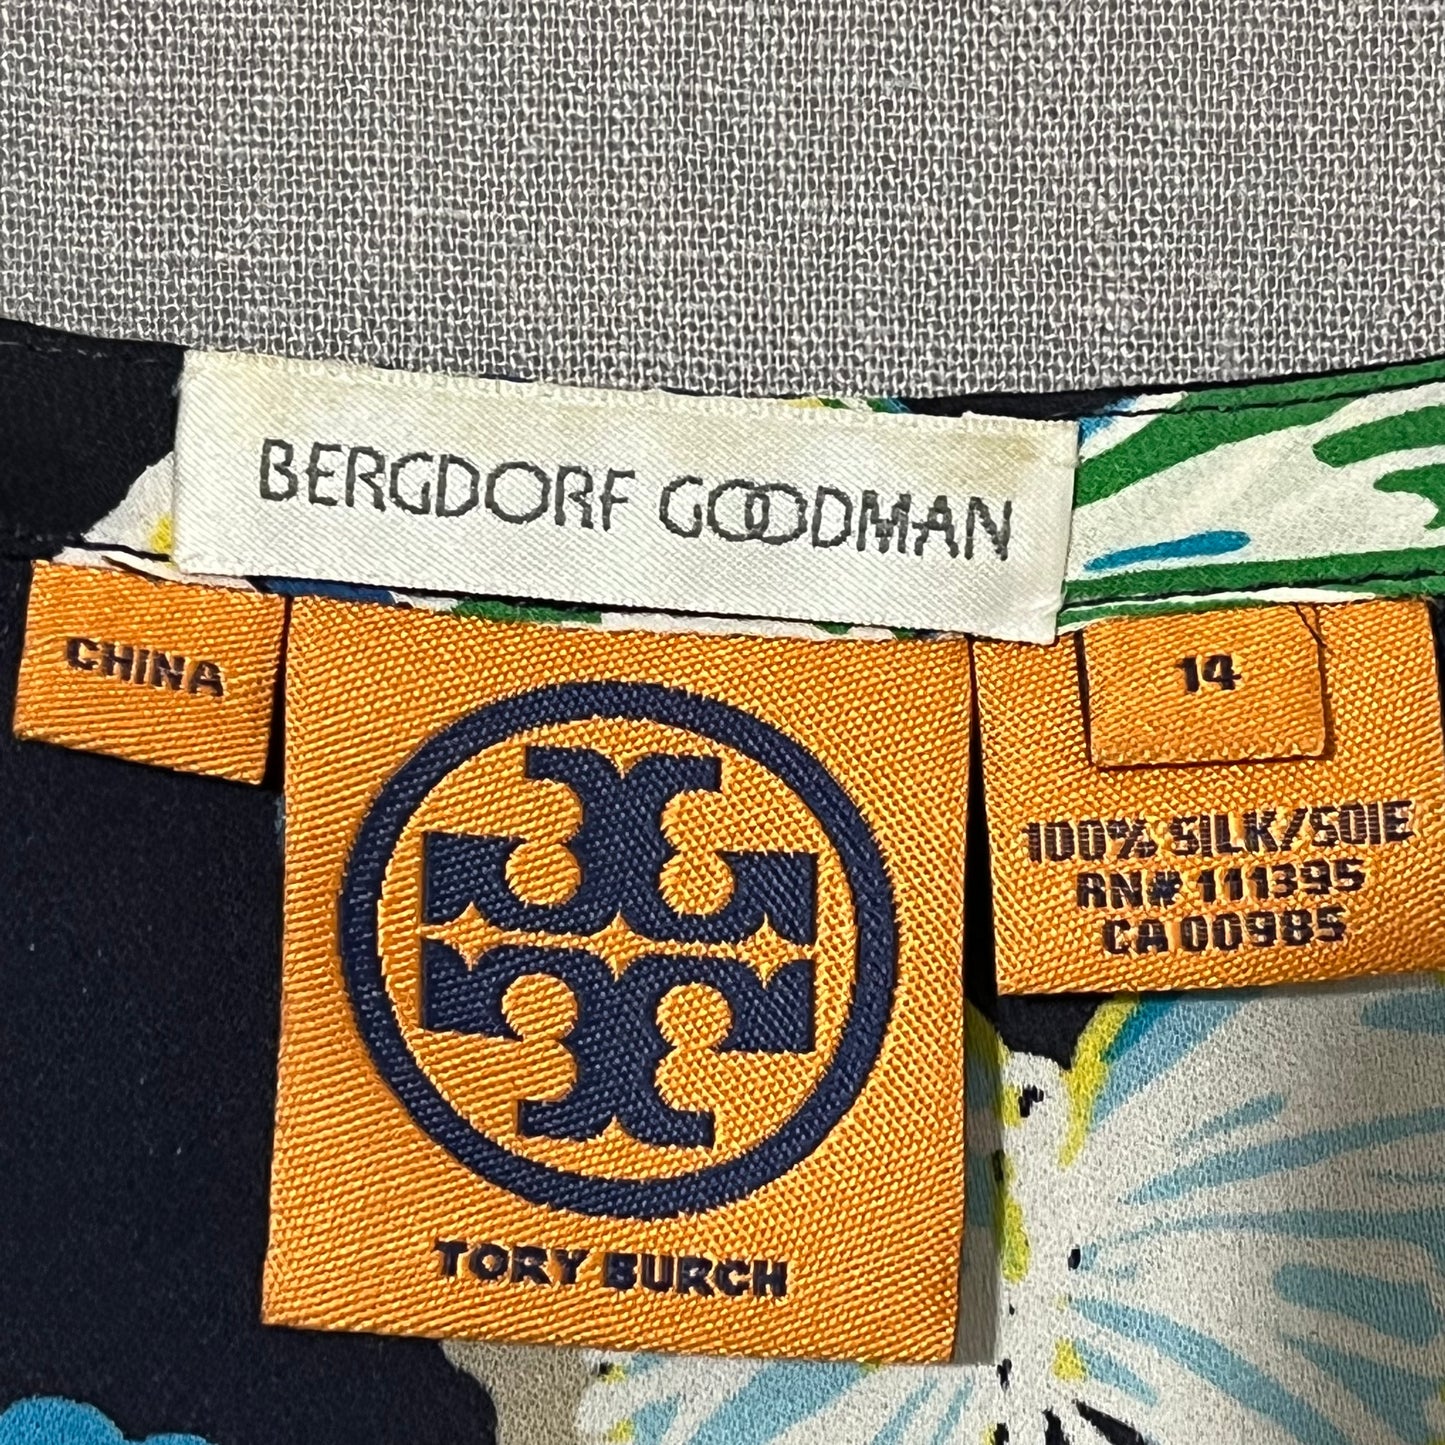 BERGDORF GOODMAN
CHINA
TORY BURCH
14
100% SILK/SOIE
RN# 111395
CA 00985